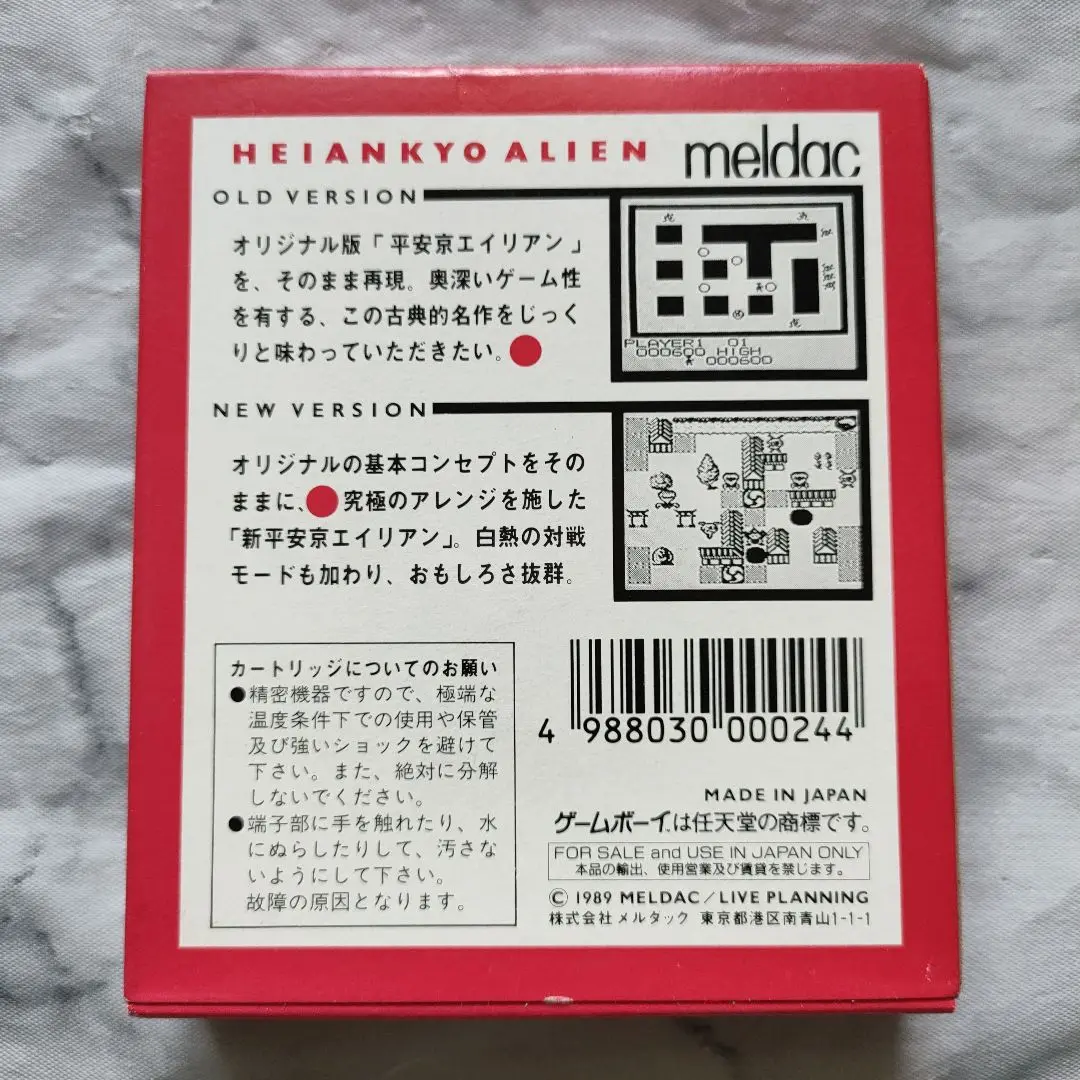 HEIANKYO ALIEN meldac
OLD VERSION
オリジナル版「平安京エイリアン」
を、そのまま再現。奥深いゲーム性
を有する、この古典的名作をじっく
りと味わっていただきたい。
PLAYER1 01
000600 HIGH
000600
NEW VERSION
オリジナルの基本コンセプトをその
ままに、究極のアレンジを施した
「新平安京エイリアン」。白熱の対戦
モードも加わり、おもしろさ抜群。
カートリッジについてのお願い
●精密機器ですので、極端な
温度条件下での使用や保管
及び強いショックを避けて
下さい。また、絶対に分解
しないでください。
●端子部に手を触れたり、水
にぬらしたりして、汚さな
いようにして下さい。
故障の原因となります。
4 988030 000244
MADE IN JAPAN
ゲームボーイ™は任天堂の商標です。
FOR SALE and USE IN JAPAN ONLY
本品の輸出、使用営業及び賃貸を禁じます。
© 1989 MELDAC/LIVE PLANNING
株式会社メルダック 東京都港区南青山1-1-1